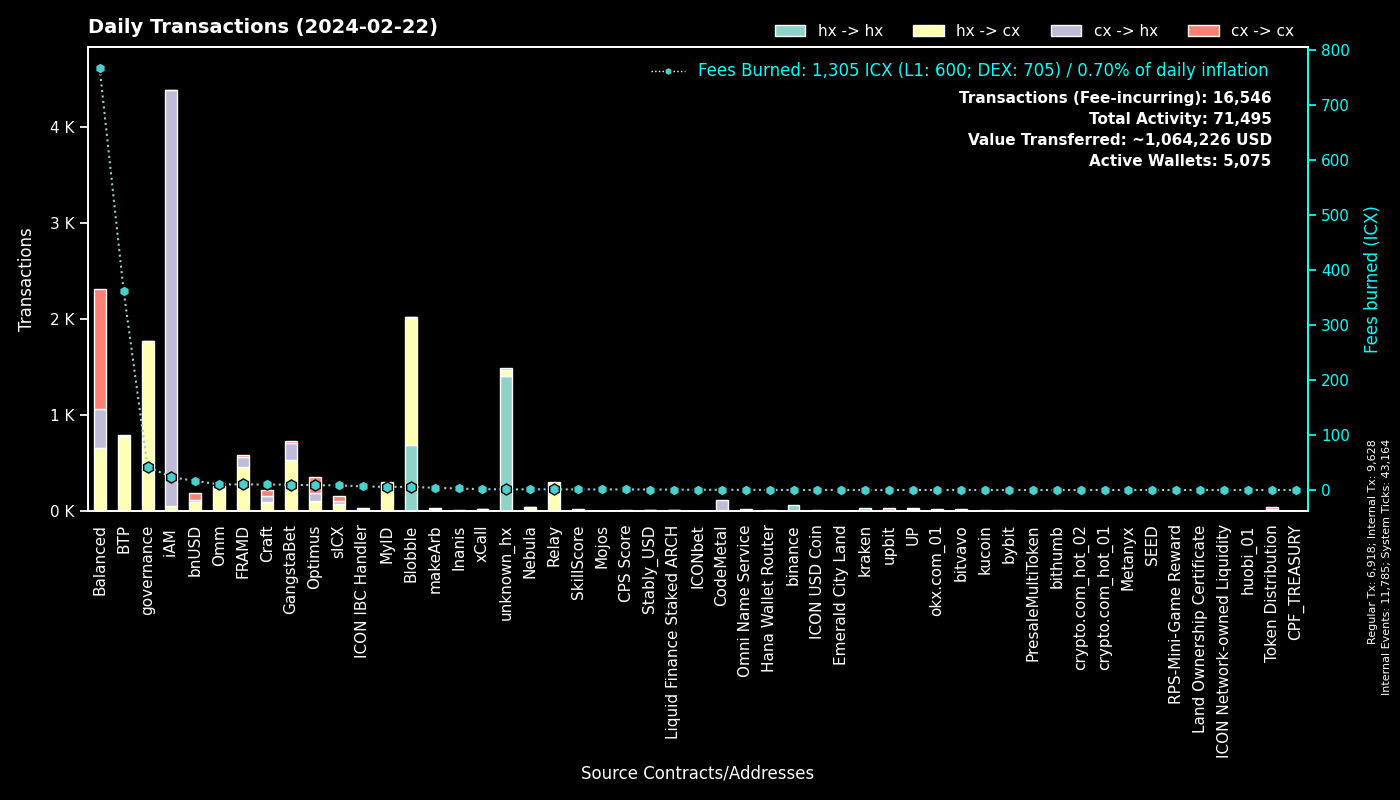 Daily Transactions (2024-02-22)
hx -> hx
hx -> cx
cx -> hx
cx -> cx
Fees Burned: 1,305 ICX (L1: 600; DEX: 705) / 0.70% of daily inflation
Transactions (Fee-incurring): 16,546
Total Activity: 71,495
Value Transferred: ~1,064,226 USD
Active Wallets: 5,075
Transactions
4 K
3 K
2 K
1 K
0 K
800
700
600
500
400
300
200
100
0
Fees burned (ICX)
Balanced
BTP
governance
IAM
bnUSD
Omm
FRAMD
Craft
GangstaBet
Optimus
sICX
ICON IBC Handler
MyID
Blobble
makeArb
Inanis
xCall
unknown_hx
Nebula
Relay
SkillScore
Mojos
CPS Score
Stably_USD
Liquid Finance Staked ARCH
ICONbet
CodeMetal
Omni Name Service
Hana Wallet Router
binance
ICON USD Coin
Emerald City Land
kraken
upbit
UP
okx.com_01
bitvavo
kucoin
bybit
PresaleMultiToken
bithumb
crypto.com_hot_02
crypto.com_hot_01
Metanyx
SEED
RPS-Mini-Game Reward
Land Ownership Certificate
ICON Network-owned Liquidity
huobi_01
Token Distribution
CPF_TREASURY
Source Contracts/Addresses
Regular Tx: 6,918; Internal Tx: 9,628
Internal Events: 11,785; System Ticks: 43,164